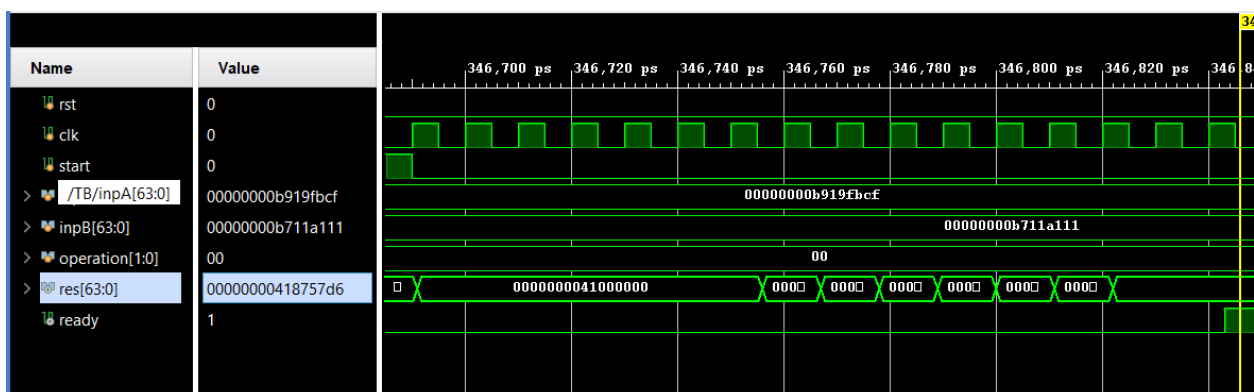 34
Name Value
346,700 ps 346,720 ps 346,740 ps 346,760 ps 346,780 ps 346,800 ps 346,820 ps 346,8
rst 0
clk 0
start 0
/TB/inpA[63:0] 00000000b919fbcf 00000000b919fbcf
inpB[63:0] 00000000b711a111 00000000b711a111
operation[1:0] 00 00
res[63:0] 00000000418757d6 0000000041000000 000 000 000 000 000 000
ready 1